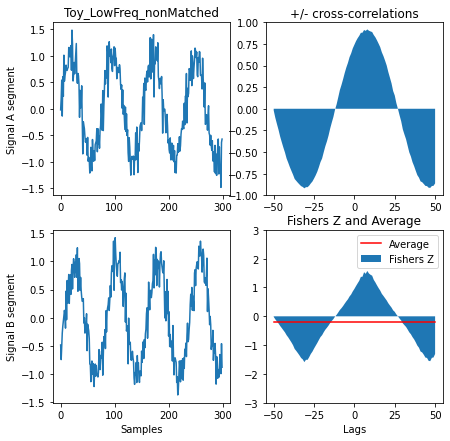 Toy_LowFreq_nonMatched
Signal A segment
1.5
1.0
0.5
0.0
−0.5
−1.0
−1.5
0 100 200 300
+/- cross-correlations
1.00
0.75
0.50
0.25
0.00
−0.25
−0.50
−0.75
−1.00
−50 −25 0 25 50
Signal B segment
1.5
1.0
0.5
0.0
−0.5
−1.0
−1.5
0 100 200 300
Samples
Fishers Z and Average
Average
Fishers Z
3
2
1
0
−1
−2
−3
−50 −25 0 25 50
Lags